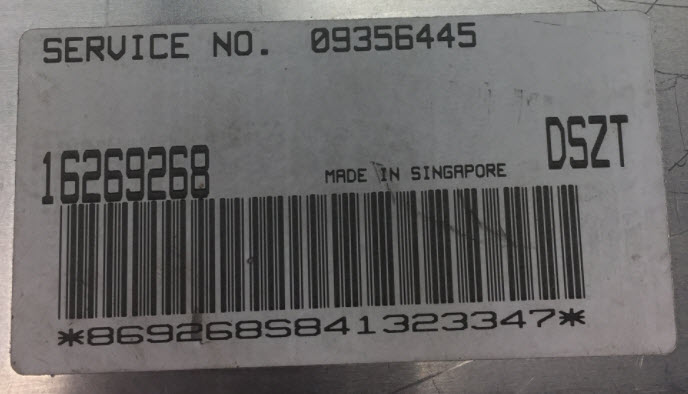 SERVICE NO. 09356445
16269268 MADE IN SINGAPORE DSZT
*869268S841323347*